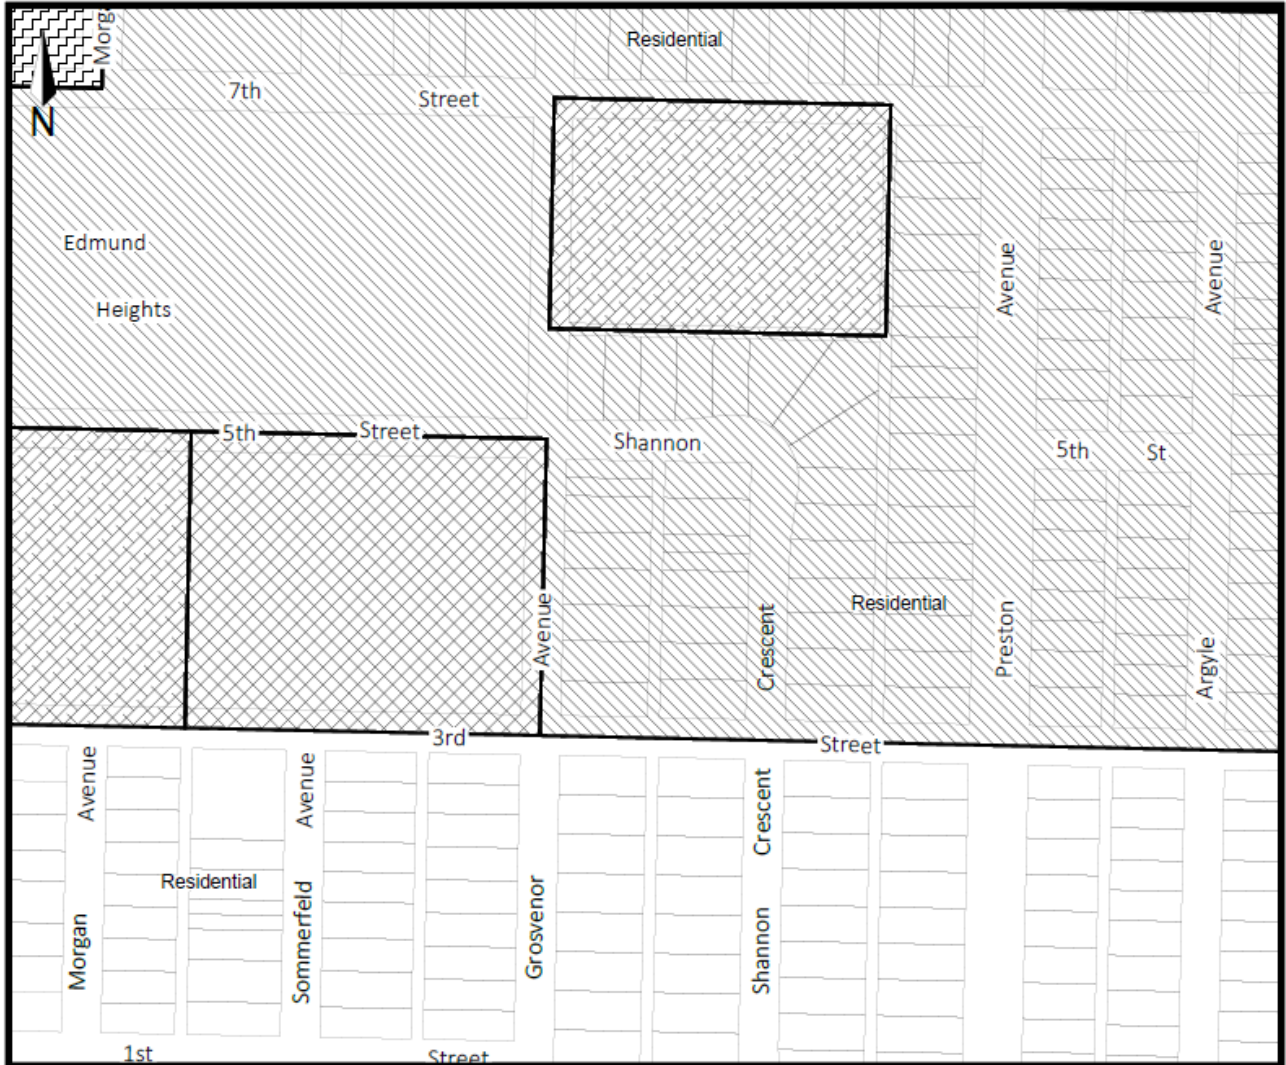 Morg
Residential
N
7th
Street
Edmund
Heights
Avenue
Avenue
5th
Street
Shannon
5th
St
Avenue
Crescent
Residential
Preston
Argyle
3rd
Street
Avenue
Avenue
Crescent
Residential
Morgan
Sommerfeld
Grosvenor
Shannon
1st
Street